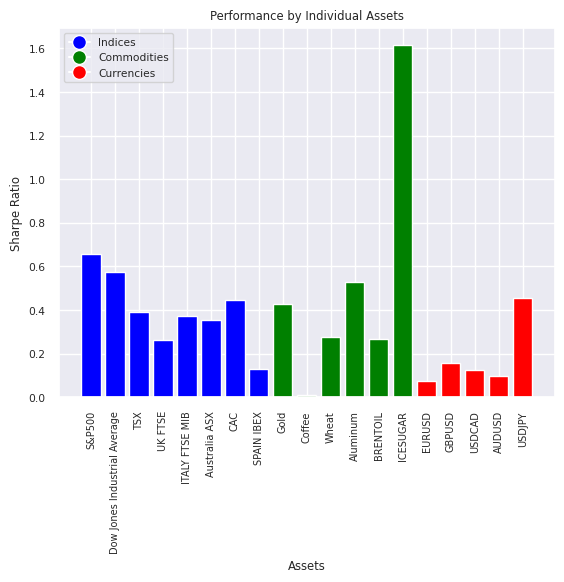 Performance by Individual Assets
Indices
Commodities
Currencies
Sharpe Ratio
1.6
1.4
1.2
1.0
0.8
0.6
0.4
0.2
0.0
S&P500
Dow Jones Industrial Average
TSX
UK FTSE
ITALY FTSE MIB
Australia ASX
CAC
SPAIN IBEX
Gold
Coffee
Wheat
Aluminum
BRENTOIL
ICESUGAR
EURUSD
GBPUSD
USDCAD
AUDUSD
USDJPY
Assets